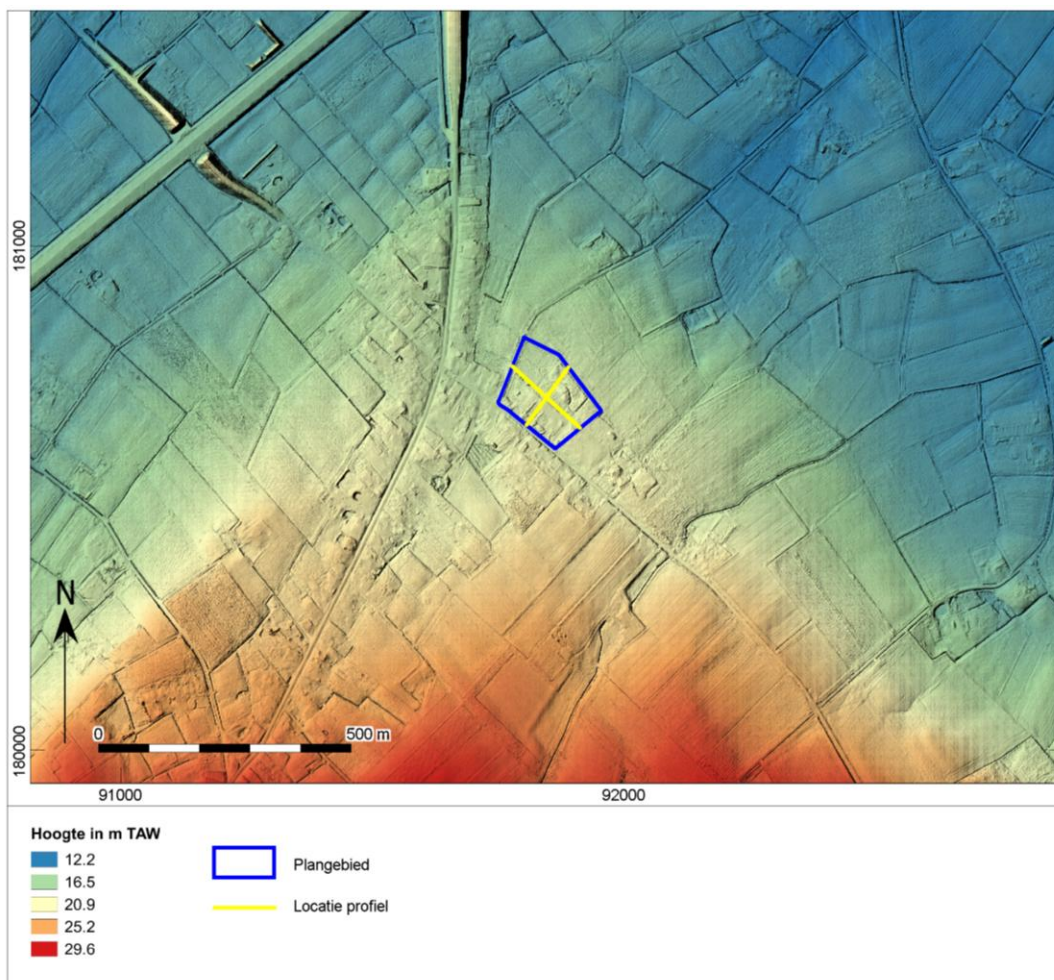 181000
N
0 500 m
180000
91000 92000
Hoogte in m TAW
12.2
16.5
20.9
25.2
29.6
Plangebied
Locatie profiel